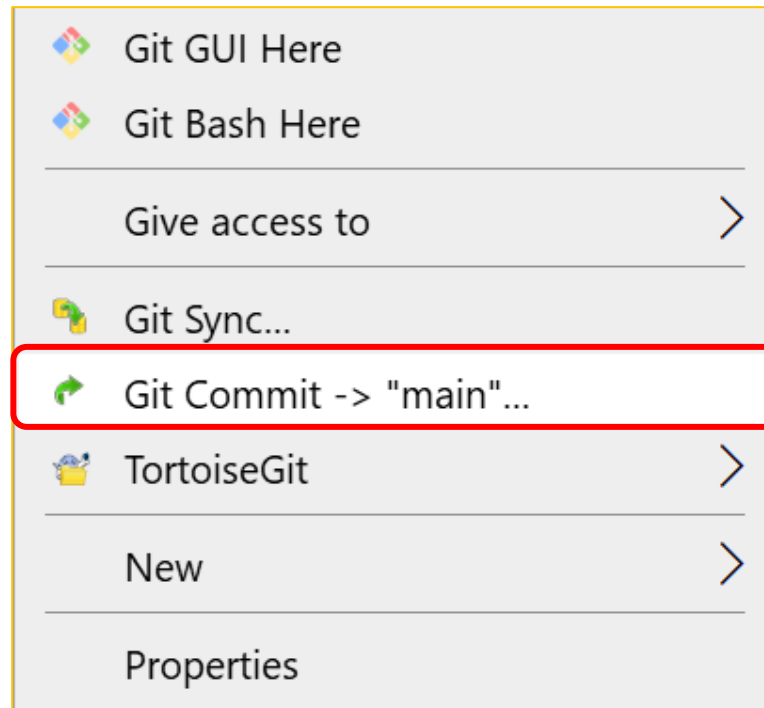 Git GUI Here
Git Bash Here
Give access to
Git Sync...
Git Commit -> "main"...
TortoiseGit
New
Properties